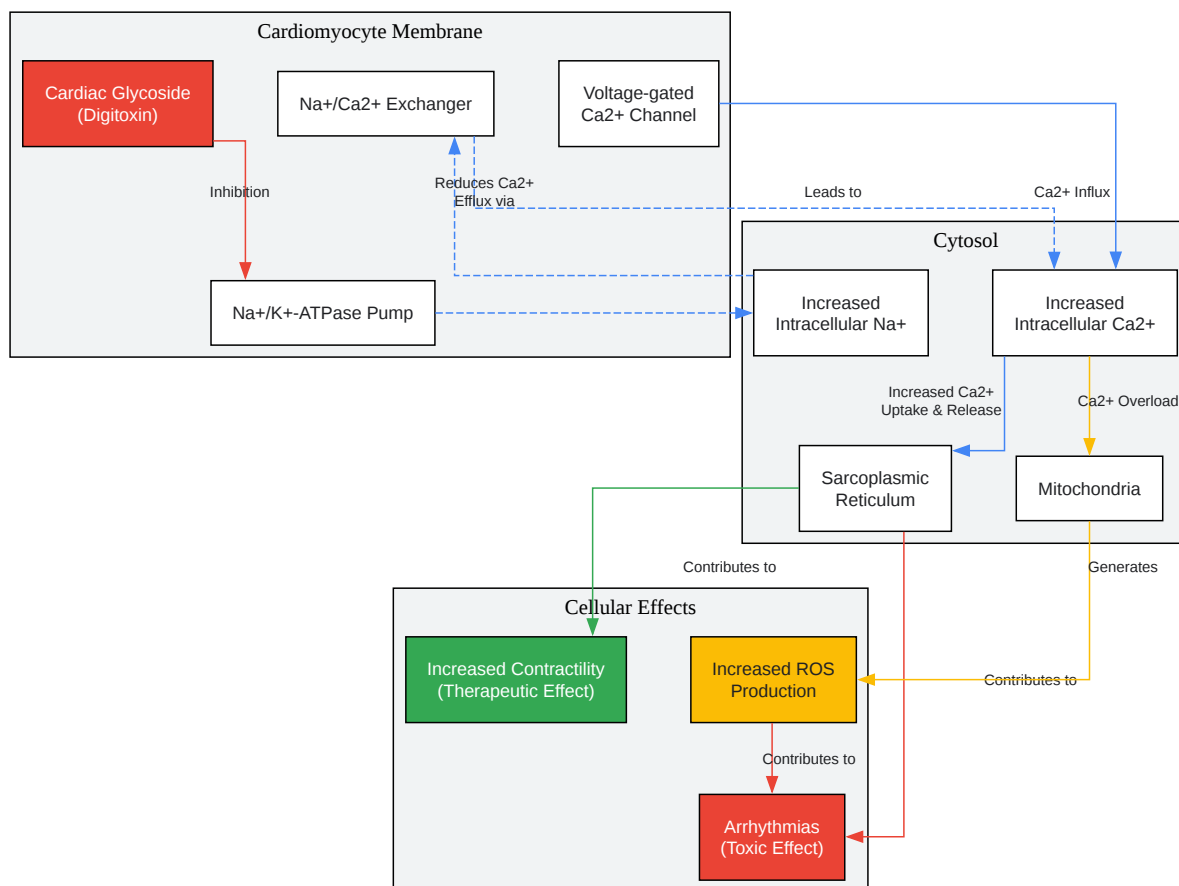 Cardiomyocyte Membrane
Cardiac Glycoside
(Digitoxin)
Na+/Ca2+ Exchanger
Voltage-gated
Ca2+ Channel
Inhibition
Reduces Ca2+
Efflux via
Leads to
Ca2+ Influx
Na+/K+-ATPase Pump
Cytosol
Increased
Intracellular Na+
Increased
Intracellular Ca2+
Increased Ca2+
Uptake & Release
Ca2+ Overload
Sarcoplasmic
Reticulum
Mitochondria
Contributes to
Generates
Cellular Effects
Increased Contractility
(Therapeutic Effect)
Increased ROS
Production
Contributes to
Contributes to
Arrhythmias
(Toxic Effect)